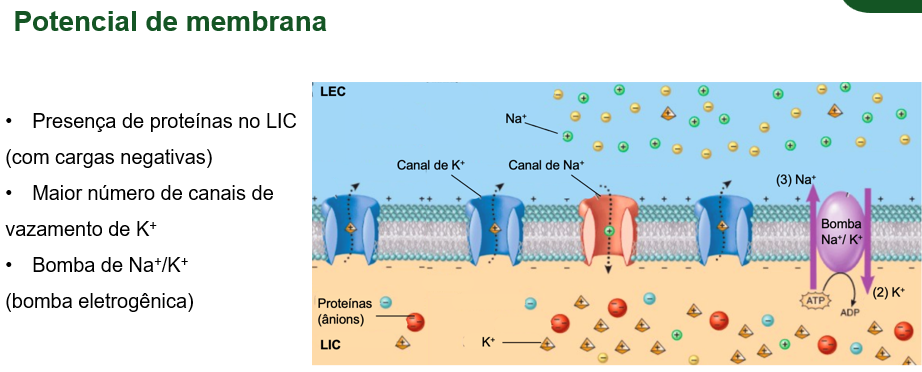 Potencial de membrana
• Presença de proteínas no LIC
(com cargas negativas)
• Maior número de canais de
vazamento de K⁺
• Bomba de Na⁺/K⁺
(bomba eletrogênica)
LEC
Na⁺
Canal de K⁺
Canal de Na⁺
(3) Na⁺
Bomba
Na⁺/ K⁺
ATP
ADP
(2) K⁺
Proteínas
(ânions)
K⁺
LIC